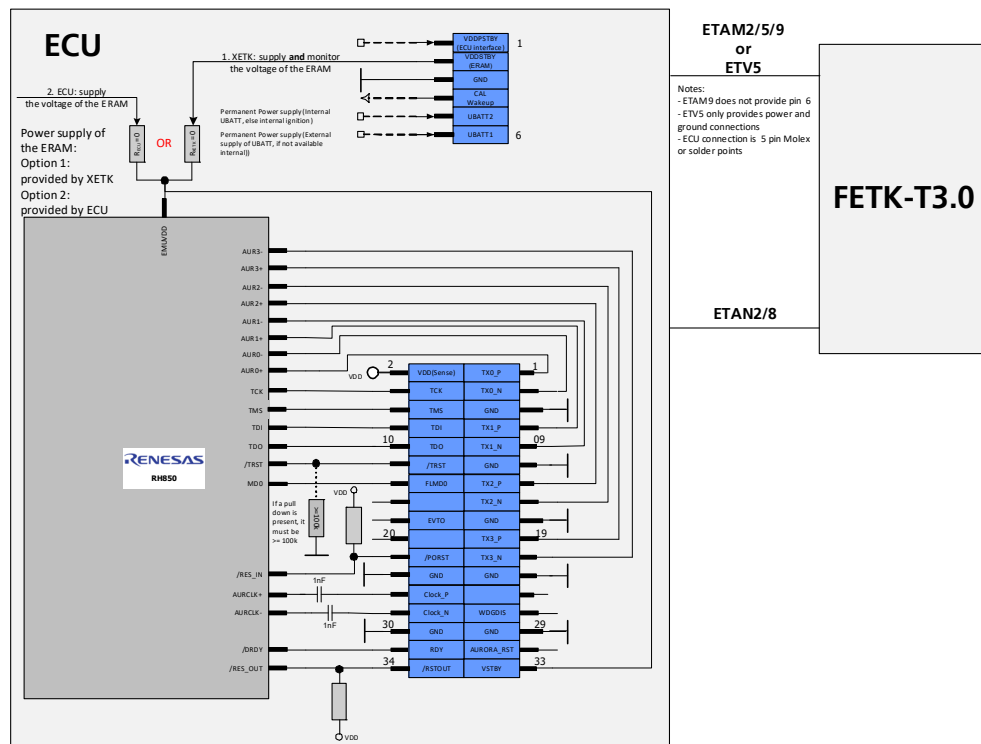 ECU
VDDPSTBY
(ECU interface)
1
VDDSTBY
(ERAM)
GND
CAL
Wakeup
UBATT2
UBATT1
6
1. XETK: supply and monitor
the voltage of the ERAM
2. ECU: supply
the voltage of the ERAM
Permanent Power supply (Internal
UBATT, else internal ignition)
Permanent Power supply (External
supply of UBATT, if not available
internal))
Power supply of
the ERAM:
Option 1:
provided by XETK
Option 2:
provided by ECU
RECU=0
OR
RXETK=0
ETAM2/5/9
or
ETV5
Notes:
- ETAM9 does not provide pin 6
- ETV5 only provides power and
ground connections
- ECU connection is 5 pin Molex
or solder points
FETK-T3.0
ETAN2/8
EMUVDD
AUR3-
AUR3+
AUR2-
AUR2+
AUR1-
AUR1+
AUR0-
AUR0+
TCK
TMS
TDI
TDO
/TRST
MD0
/RES_IN
AURCLK+
AURCLK-
/DRDY
/RES_OUT
RENESAS
RH850
If a pull
down is
present, it
must be
>= 100k
>=100k
VDD
1nF
1nF
VDD
VDD
2
VDD(Sense) TX0_P
1
TCK TX0_N
TMS GND
TDI TX1_P
10
TDO TX1_N
09
/TRST GND
FLMD0 TX2_P
TX2_N
EVTO GND
20
TX3_P
19
/PORST TX3_N
GND GND
Clock_P
Clock_N WDGDIS
30
GND GND
29
RDY AURORA_RST
34
/RSTOUT VSTBY
33